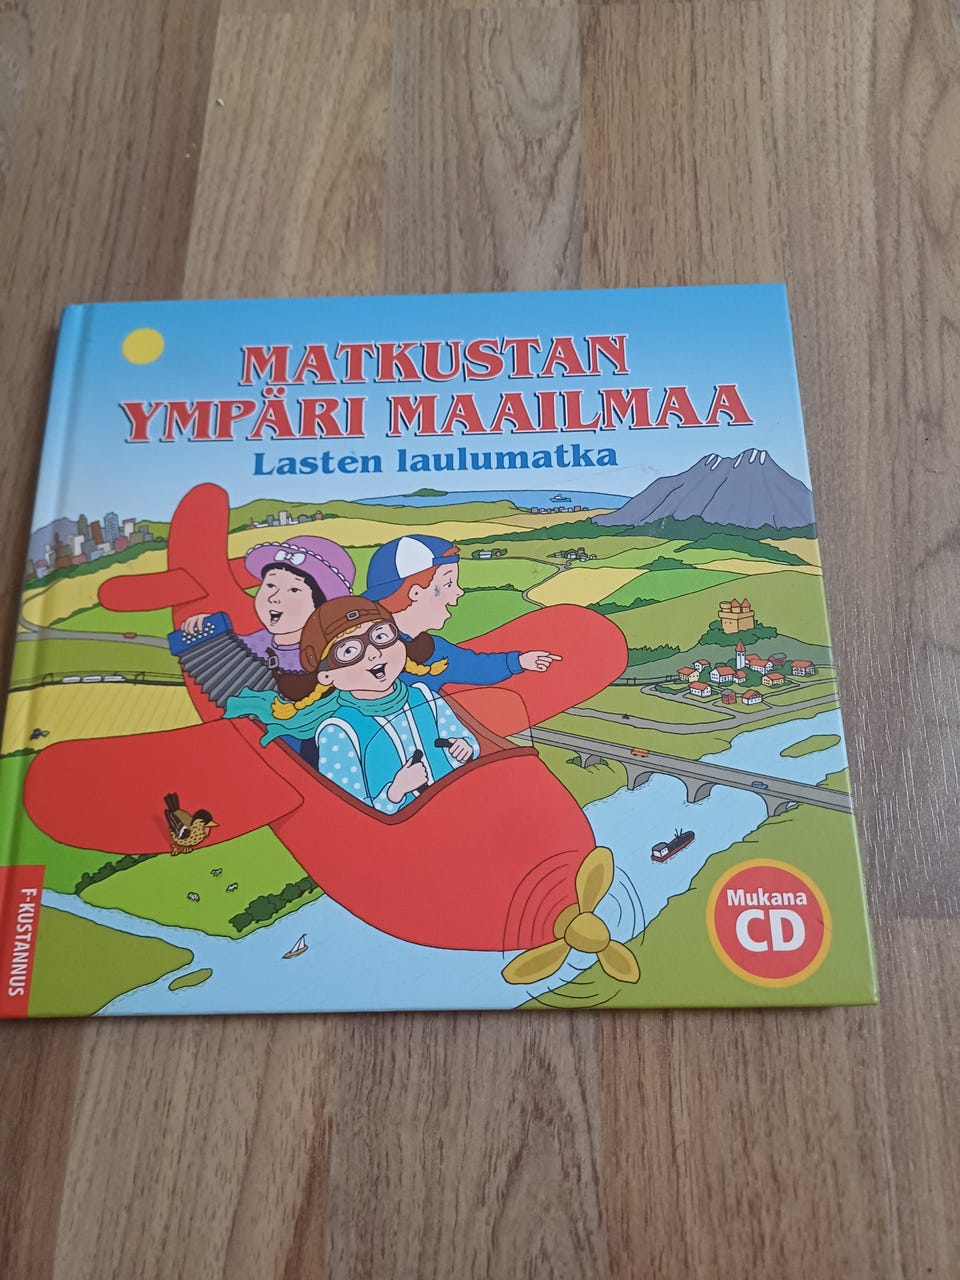 MATKUSTAN
YMPÄRI MAAILMAA
Lasten laulumatka
Mukana
CD
F-KUSTANNUS